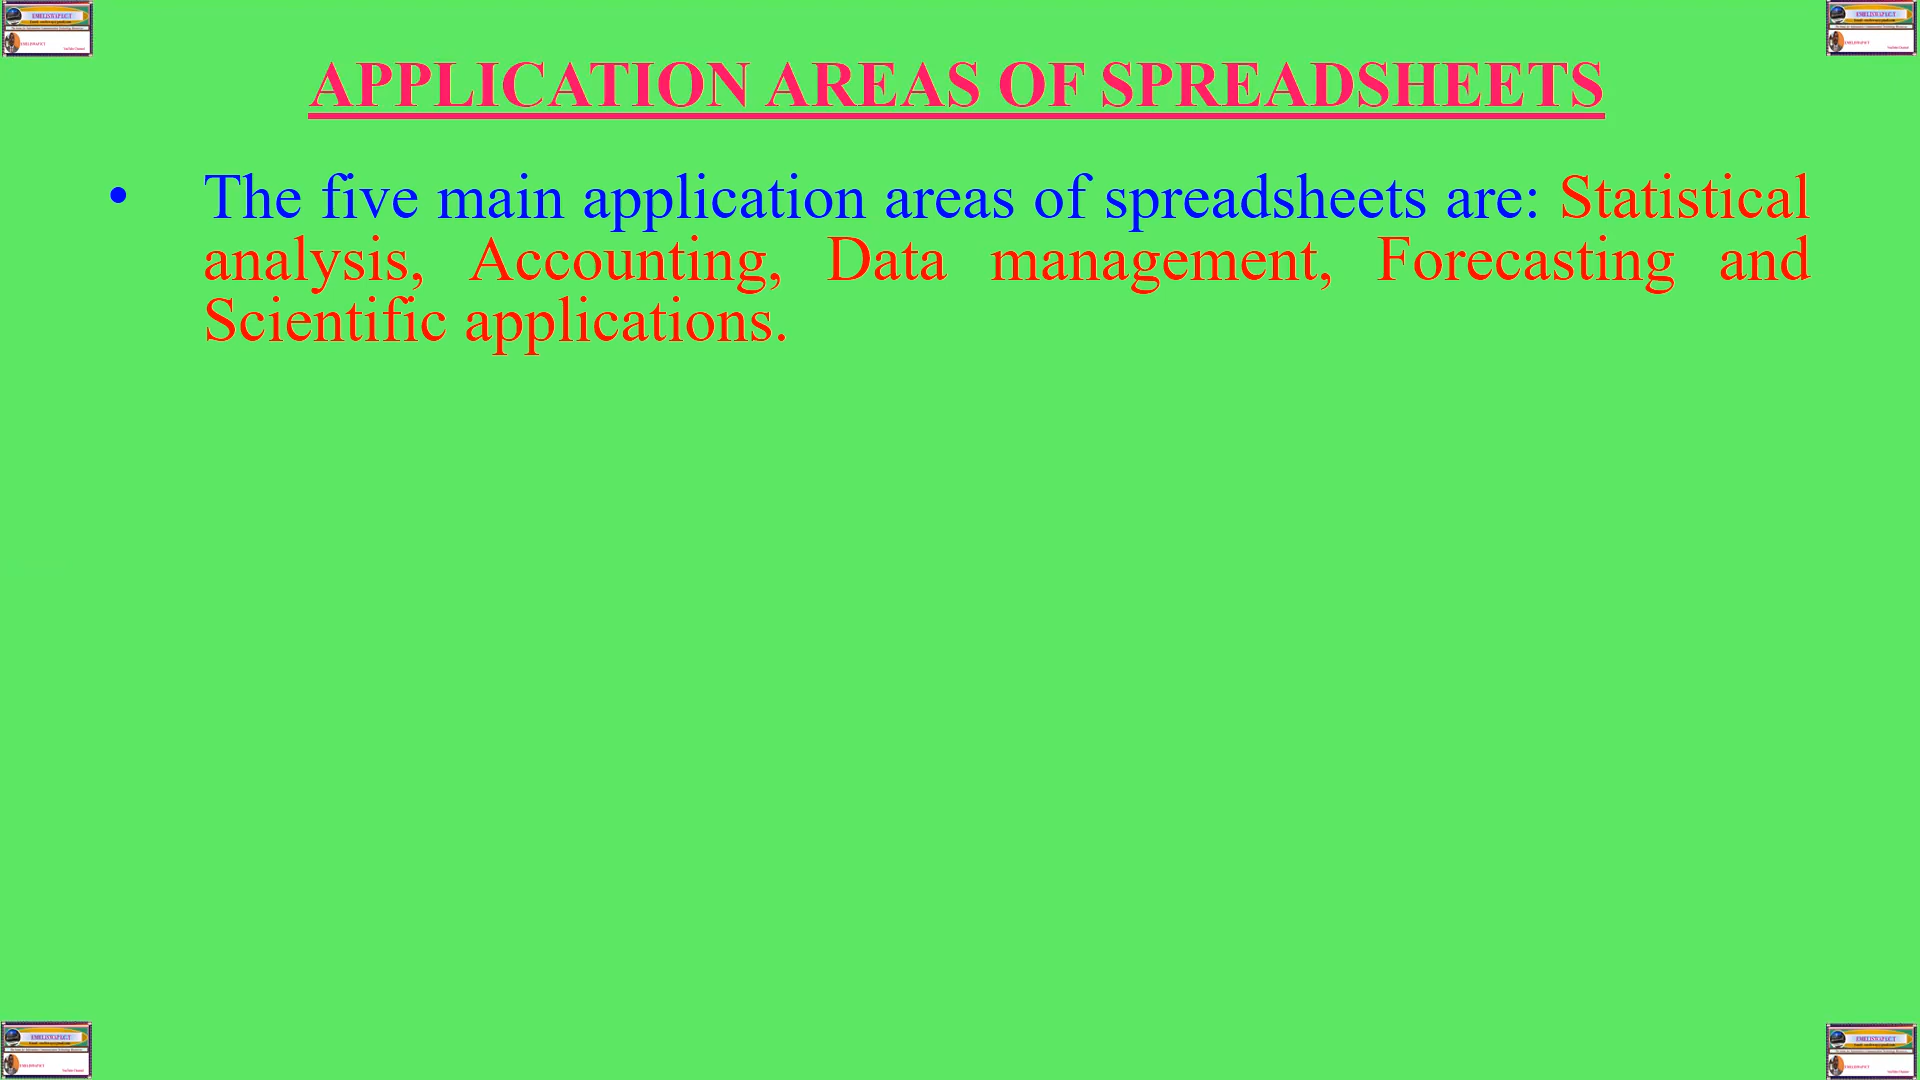 APPLICATION AREAS OF SPREADSHEETS
• The five main application areas of spreadsheets are: Statistical
analysis, Accounting, Data management, Forecasting and
Scientific applications.